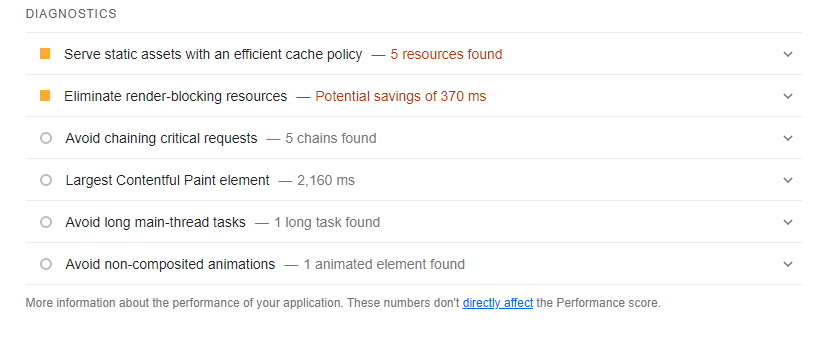 DIAGNOSTICS
Serve static assets with an efficient cache policy — 5 resources found
Eliminate render-blocking resources — Potential savings of 370 ms
Avoid chaining critical requests — 5 chains found
Largest Contentful Paint element — 2,160 ms
Avoid long main-thread tasks — 1 long task found
Avoid non-composited animations — 1 animated element found
More information about the performance of your application. These numbers don't directly affect the Performance score.